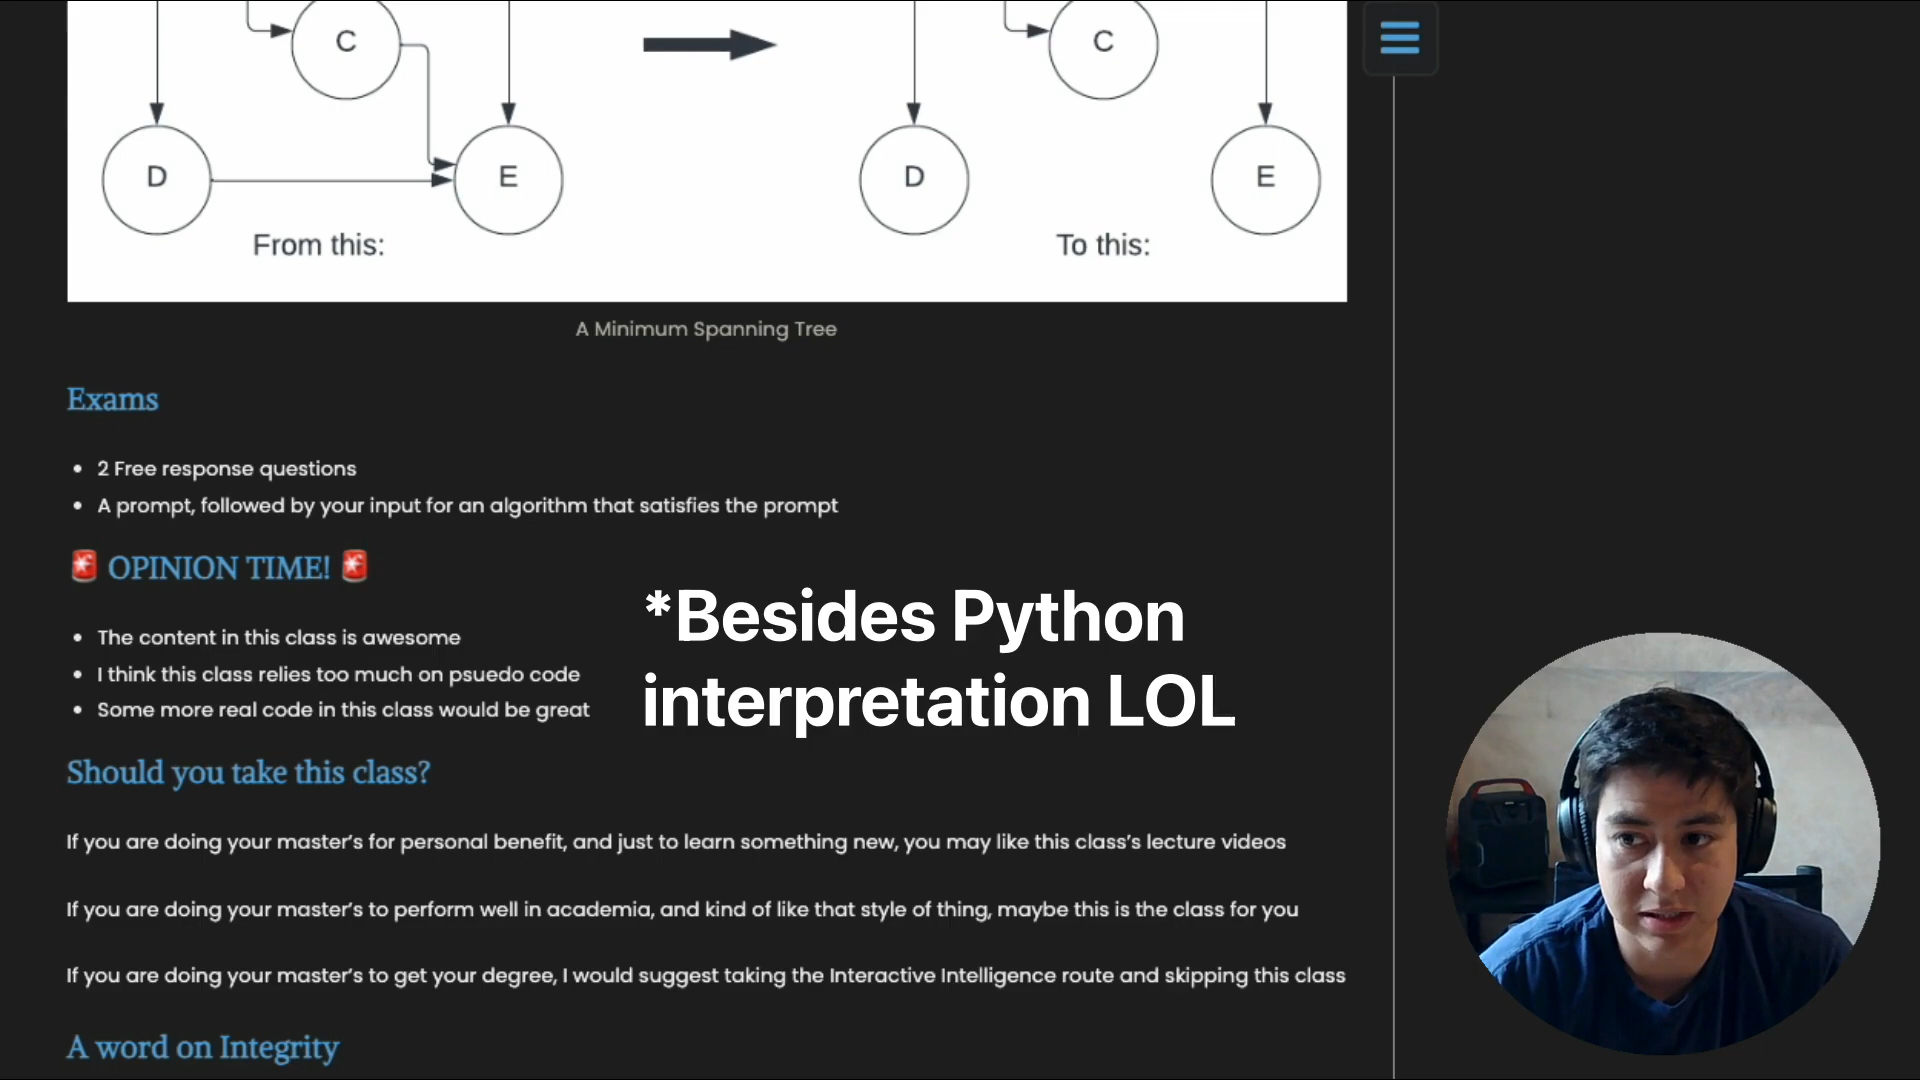 C
C
D
E
D
E
From this:
To this:
A Minimum Spanning Tree
Exams
• 2 Free response questions
• A prompt, followed by your input for an algorithm that satisfies the prompt
🚨 OPINION TIME! 🚨
• The content in this class is awesome
• I think this class relies too much on psuedo code
• Some more real code in this class would be great
*Besides Python
interpretation LOL
Should you take this class?
If you are doing your master’s for personal benefit, and just to learn something new, you may like this class’s lecture videos
If you are doing your master’s to perform well in academia, and kind of like that style of thing, maybe this is the class for you
If you are doing your master’s to get your degree, I would suggest taking the Interactive Intelligence route and skipping this class
A word on Integrity